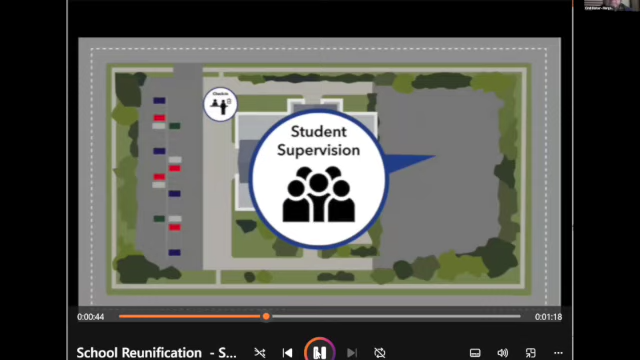 Student
Supervision
0:00:44
0:01:18
School Reunification - S...